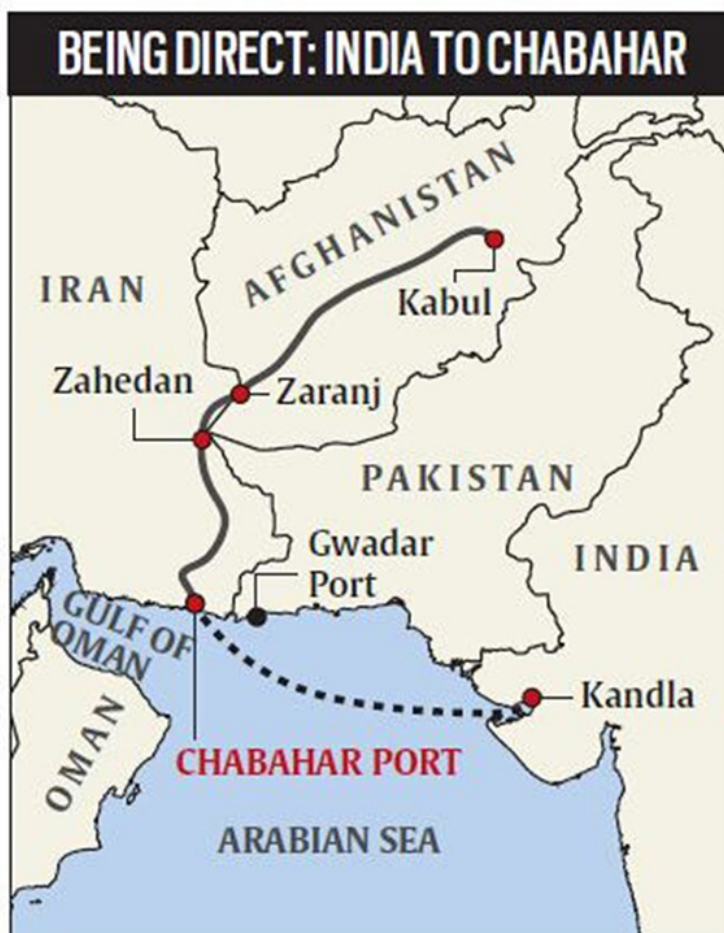 BEING DIRECT: INDIA TO CHABAHAR
AFGHANISTAN
IRAN
Kabul
Zahedan
Zaranj
PAKISTAN
Gwadar
Port
INDIA
GULF OF
OMAN
Kandla
OMAN
CHABAHAR PORT
ARABIAN SEA